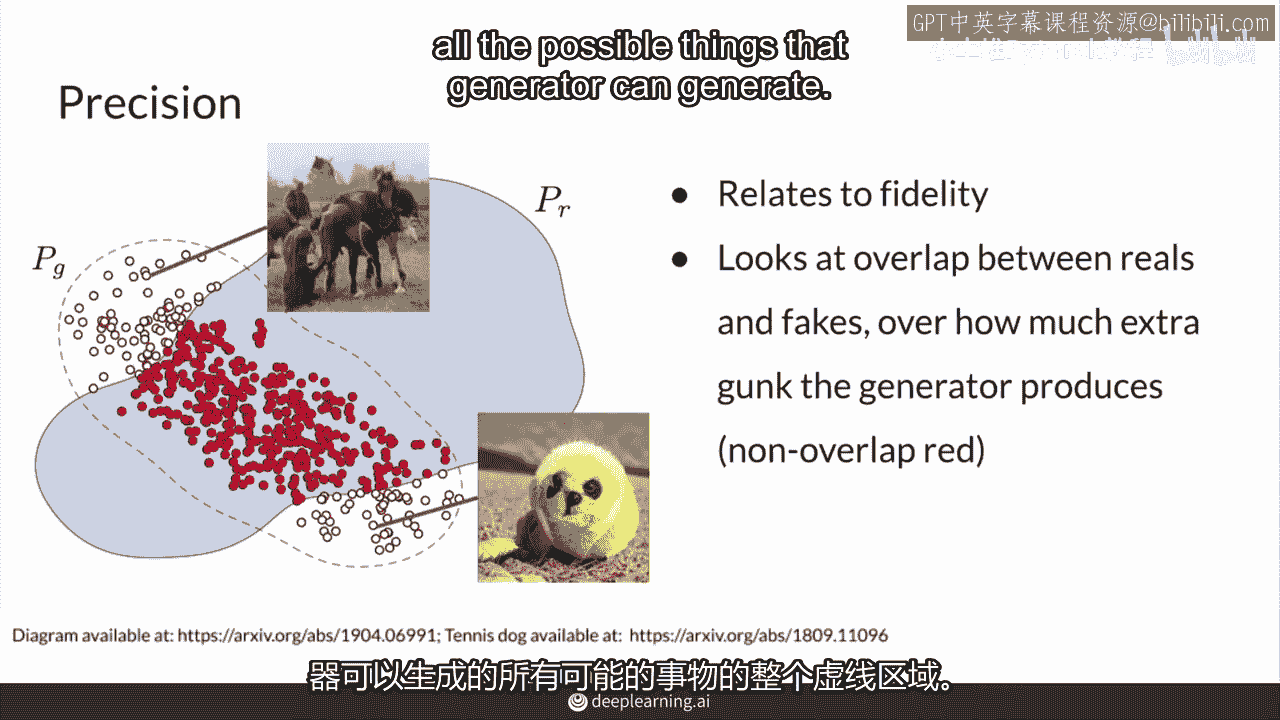 GPT中英字幕课程资源@bilibili.com
all the possible things that
generator can generate.
Precision
P_r
P_g
● Relates to fidelity
● Looks at overlap between reals
and fakes, over how much extra
gunk the generator produces
(non-overlap red)
Diagram available at: https://arxiv.org/abs/1904.06991; Tennis dog available at: https://arxiv.org/abs/1809.11096
器可以生成的所有可能的事物的整个虚线区域。
deeplearning.ai